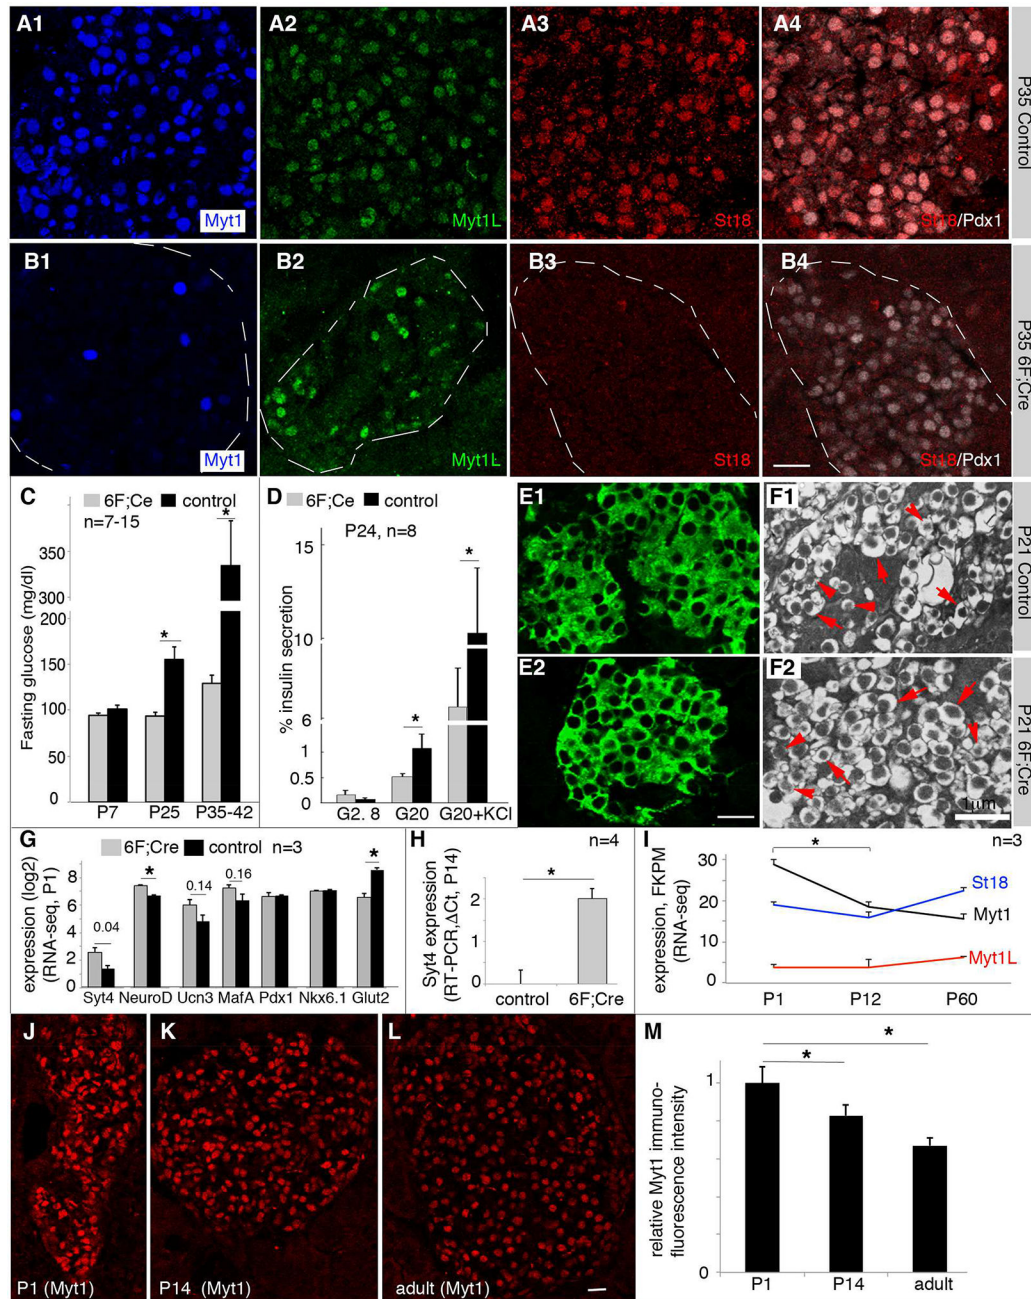 A1
Myt1
A2
Myt1L
A3
St18
A4
St18/Pdx1
P35 Control
B1
Myt1
B2
Myt1L
B3
St18
B4
St18/Pdx1
P35 6F;Cre
C
6F;Ce control
n=7-15
Fasting glucose (mg/dl)
350
300
200
150
100
50
0
*
*
P7 P25 P35-42
D
6F;Ce control
P24, n=8
% insulin secretion
15
10
6
1
0.5
0
*
*
G2. 8 G20 G20+KCl
E1
E2
F1
P21 Control
F2
1µm
P21 6F;Cre
G
6F;Cre control n=3
expression (log2)
(RNA-seq, P1)
6
4
2
0
0.04
*
0.14
0.16
*
Syt4 NeuroD Ucn3 MafA Pdx1 Nkx6.1 Glut2
H
n=4
Syt4 expression
(RT-PCR,ΔCt, P14)
2
1
0
*
control 6F;Cre
I
n=3
expression, FKPM
(RNA-seq)
30
20
10
0
*
St18
Myt1
Myt1L
P1 P12 P60
J
P1 (Myt1)
K
P14 (Myt1)
L
adult (Myt1)
M
relative Myt1 immuno-
fluorescence intensity
1
0
*
*
P1 P14 adult